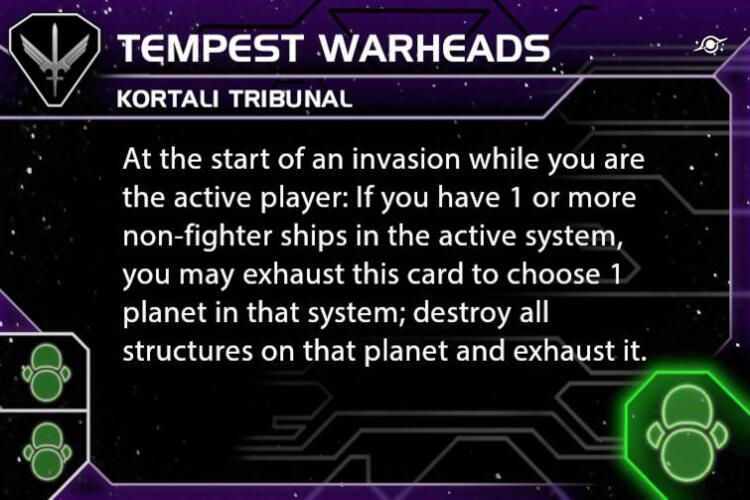 TEMPEST WARHEADS
KORTALI TRIBUNAL
At the start of an invasion while you are
the active player: If you have 1 or more
non-fighter ships in the active system,
you may exhaust this card to choose 1
planet in that system; destroy all
structures on that planet and exhaust it.